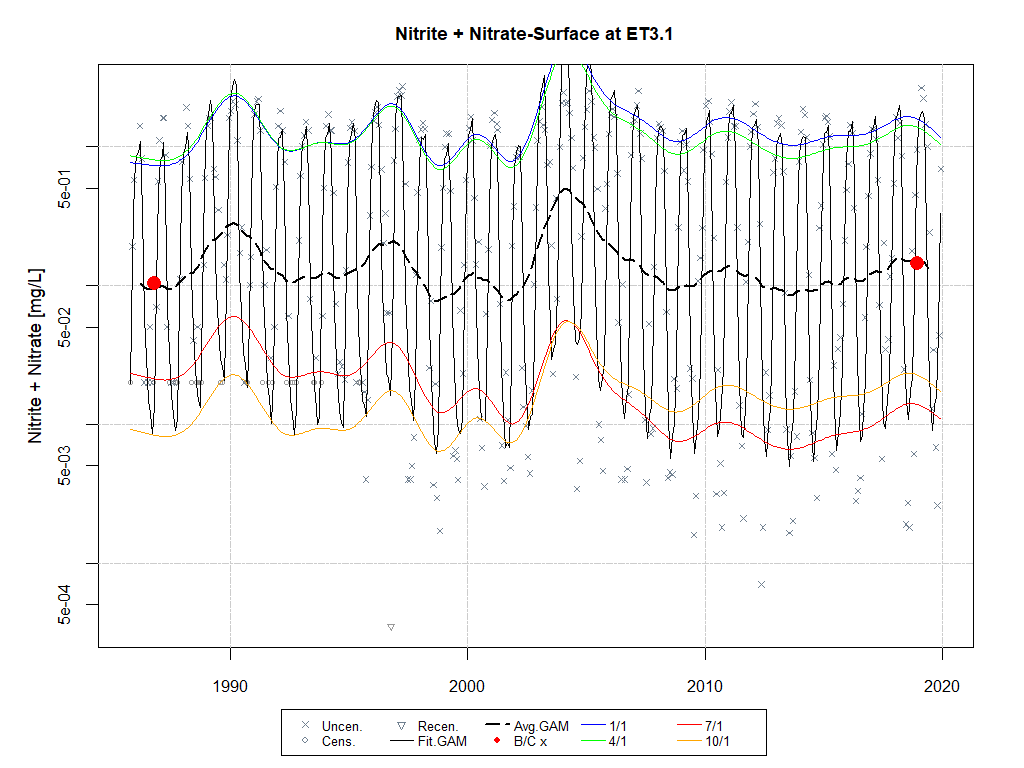 Nitrite + Nitrate-Surface at ET3.1
Nitrite + Nitrate [mg/L]
5e-01
5e-02
5e-03
5e-04
1990 2000 2010 2020
Uncen. Recen. Avg.GAM 1/1 7/1
Cens. Fit.GAM B/C x 4/1 10/1